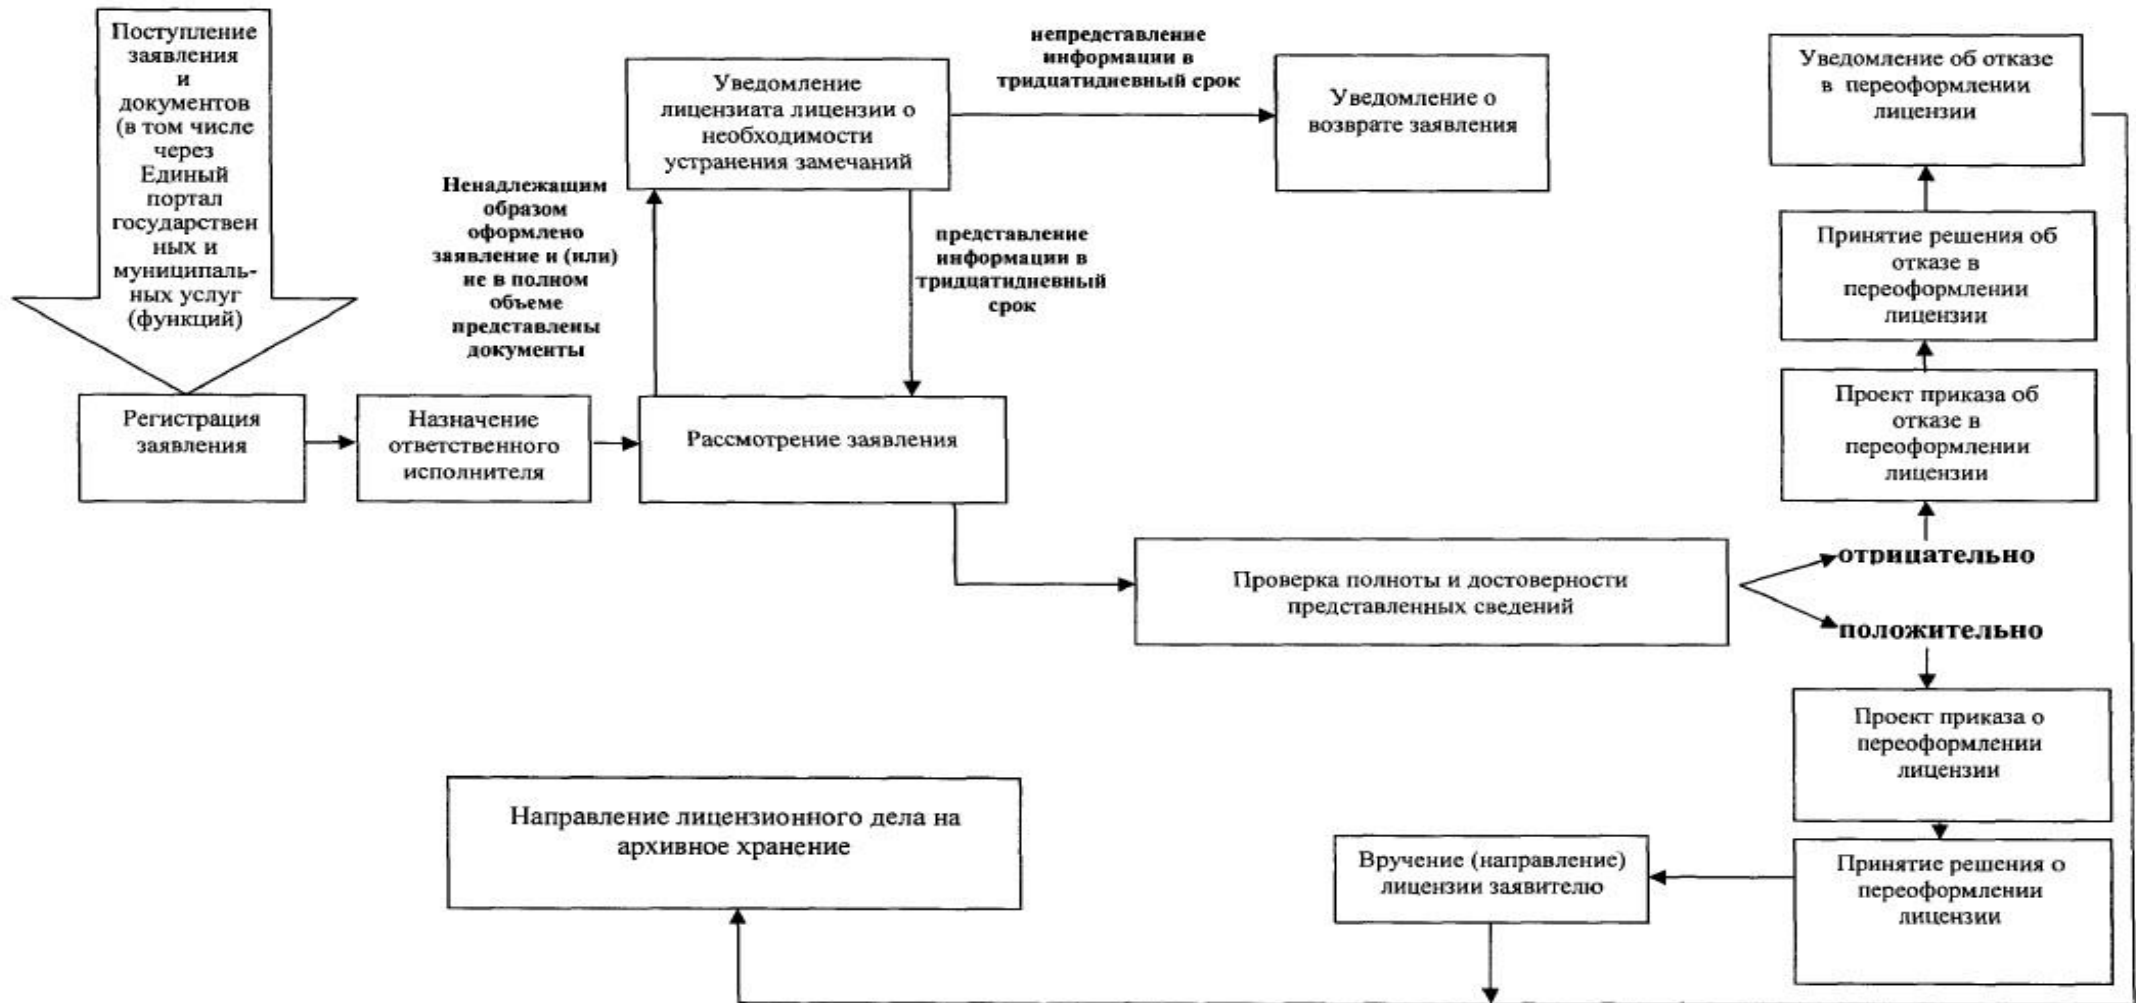 Поступление
заявления
и
документов
(в том числе
через
Единый
портал
государствен
ных и
муниципаль-
ных услуг
(функций)
Регистрация
заявления
Назначение
ответственного
исполнителя
Рассмотрение заявления
Ненадлежащим
образом
оформлено
заявление и (или)
не в полном
объеме
представлены
документы
Уведомление
лицензиата лицензии о
необходимости
устранения замечаний
непредставление
информации в
тридцатидневный срок
Уведомление о
возврате заявления
представление
информации в
тридцатидневный
срок
Проверка полноты и достоверности
представленных сведений
отрицательно
Проект приказа об
отказе в
переоформлении
лицензии
Принятие решения об
отказе в
переоформлении
лицензии
Уведомление об отказе
в переоформлении
лицензии
положительно
Проект приказа о
переоформлении
лицензии
Принятие решения о
переоформлении
лицензии
Вручение (направление)
лицензии заявителю
Направление лицензионного дела на
архивное хранение